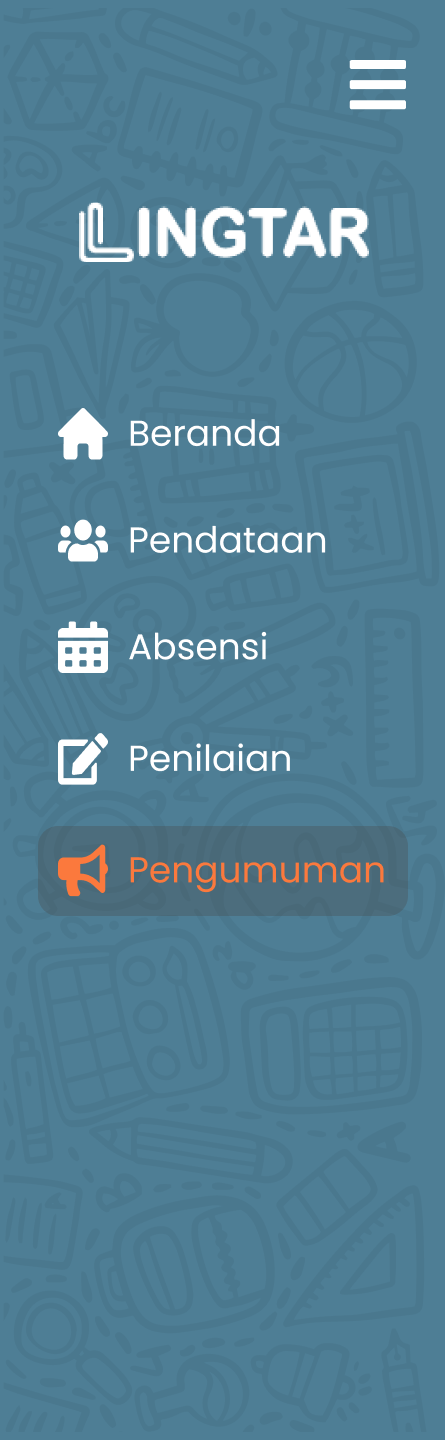 LINGTAR
Beranda
Pendataan
Absensi
Penilaian
Pengumuman